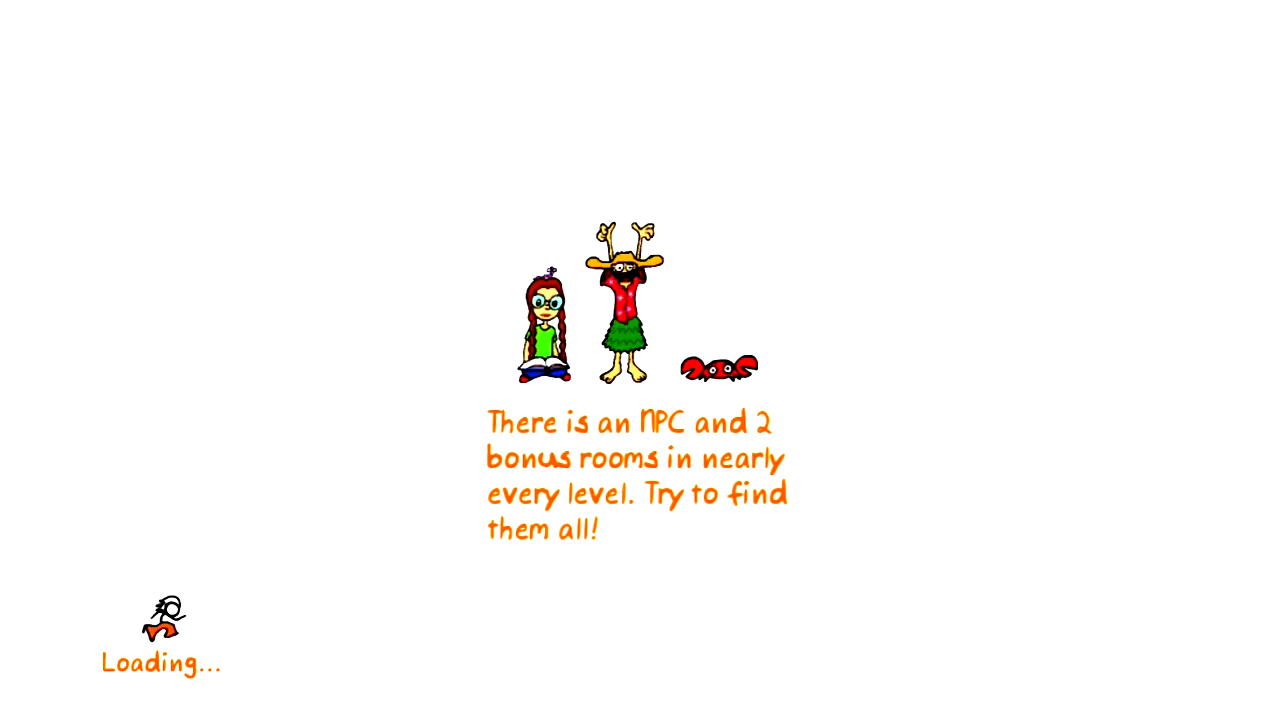 There is an NPC and 2
bonus rooms in nearly
every level. Try to find
them all!
Loading...